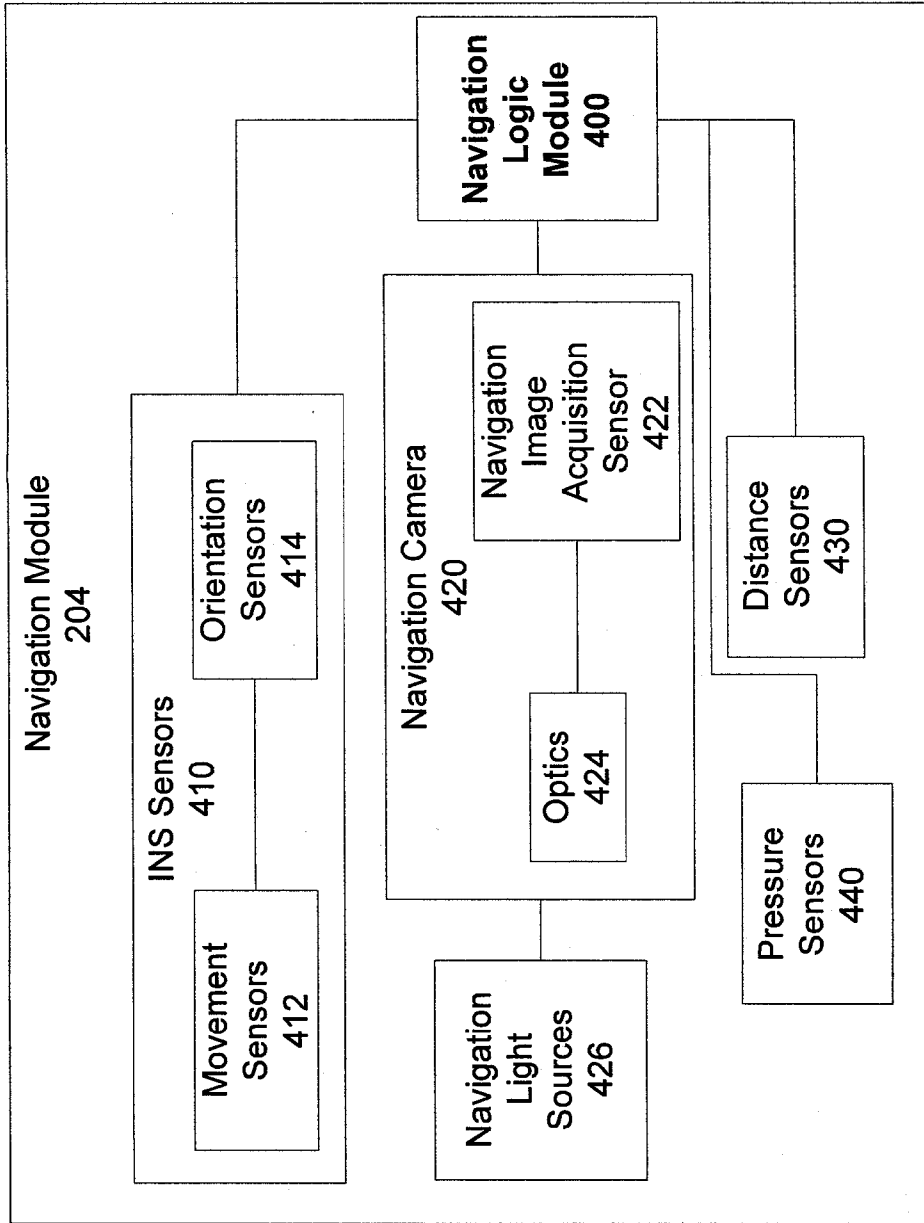 Navigation Module
204
INS Sensors
410
Movement
Sensors
412
Orientation
Sensors
414
Navigation
Logic
Module
400
Navigation Camera
420
Navigation
Light
Sources
426
Optics
424
Navigation
Image
Acquisition
Sensor
422
Pressure
Sensors
440
Distance
Sensors
430